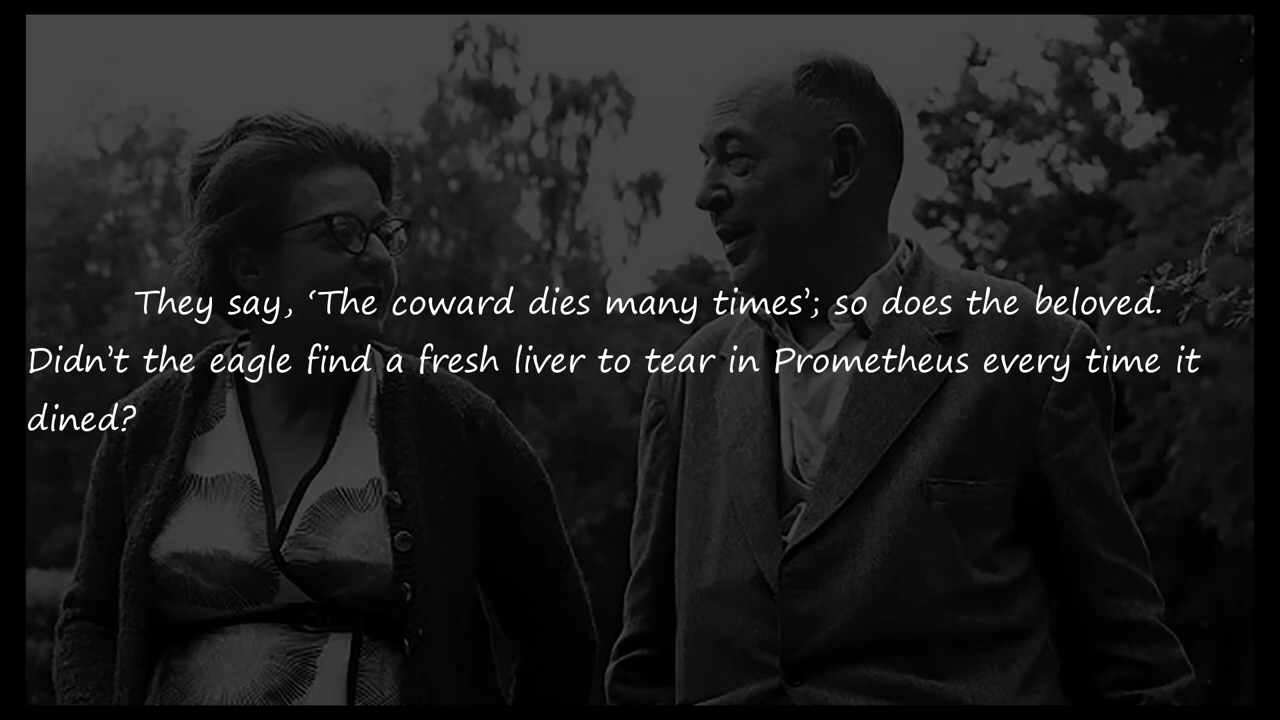 They say, ‘The coward dies many times’; so does the beloved.
Didn’t the eagle find a fresh liver to tear in Prometheus every time it
dined?